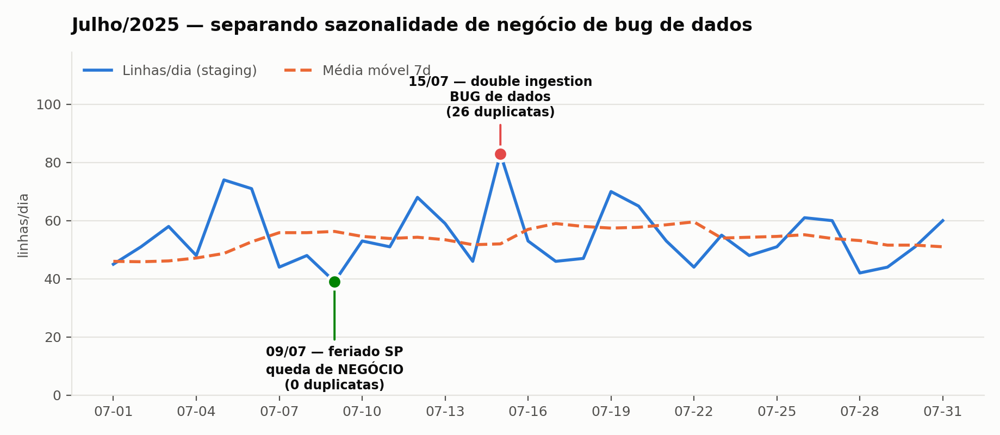 Julho/2025 — separando sazonalidade de negócio de bug de dados
Linhas/dia (staging)
Média móvel 7d
15/07 — double ingestion
BUG de dados
(26 duplicatas)
100
80
60
40
20
0
linhas/dia
09/07 — feriado SP
queda de NEGÓCIO
(0 duplicatas)
07-01
07-04
07-07
07-10
07-13
07-16
07-19
07-22
07-25
07-28
07-31